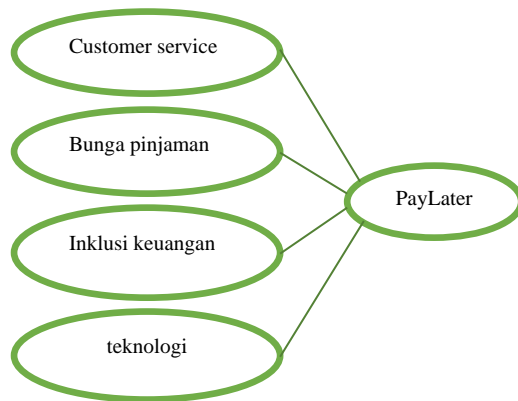 Customer service
Bunga pinjaman
PayLater
Inklusi keuangan
teknologi